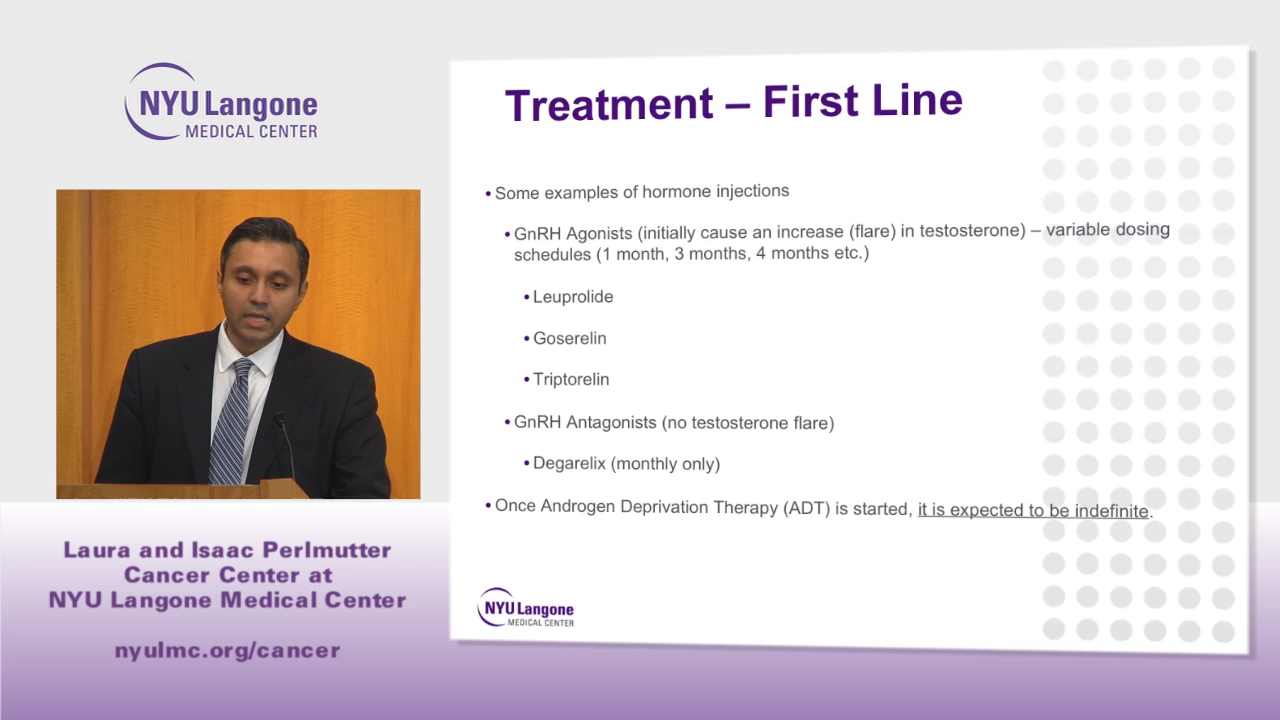 NYU Langone
MEDICAL CENTER
Treatment – First Line
• Some examples of hormone injections
• GnRH Agonists (initially cause an increase (flare) in testosterone) – variable dosing
schedules (1 month, 3 months, 4 months etc.)
• Leuprolide
• Goserelin
• Triptorelin
• GnRH Antagonists (no testosterone flare)
• Degarelix (monthly only)
• Once Androgen Deprivation Therapy (ADT) is started, it is expected to be indefinite.
NYU Langone
MEDICAL CENTER
Laura and Isaac Perlmutter
Cancer Center at
NYU Langone Medical Center
nyulmc.org/cancer